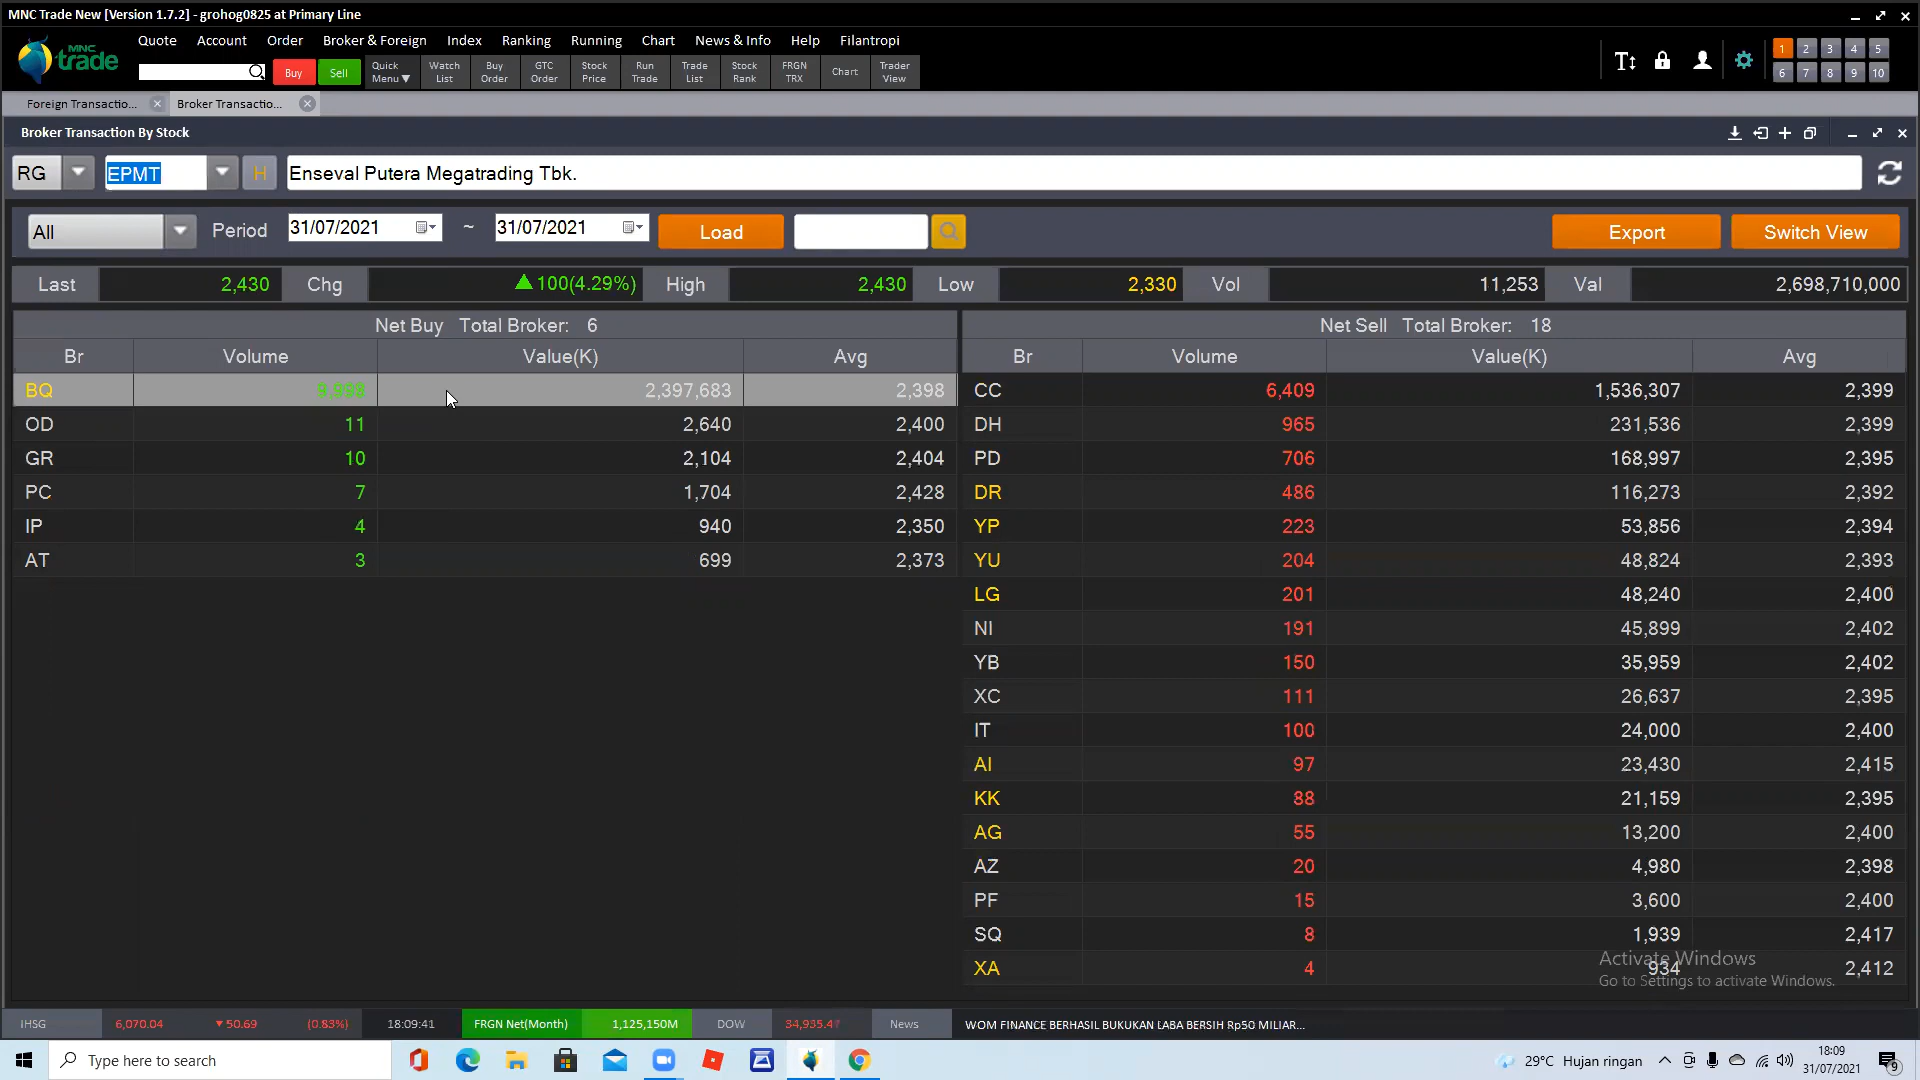 MNC Trade New [Version 1.7.2] - grohog0825 at Primary Line
MNC trade
Quote Account Order Broker & Foreign Index Ranking Running Chart News & Info Help Filantropi
Buy Sell Quick Menu ▼ Watch List Buy Order GTC Order Stock Price Run Trade Trade List Stock Rank FRGN TRX Chart Trader View
1 2 3 4 5
6 7 8 9 10
Foreign Transactio... Broker Transactio...
Broker Transaction By Stock
RG EPMT H Enseval Putera Megatrading Tbk.
All Period 31/07/2021 ~ 31/07/2021 Load Export Switch View
Last 2,430 Chg ▲100(4.29%) High 2,430 Low 2,330 Vol 11,253 Val 2,698,710,000
Net Buy Total Broker: 6
Br Volume Value(K) Avg
BQ 9,998 2,397,683 2,398
OD 11 2,640 2,400
GR 10 2,104 2,404
PC 7 1,704 2,428
IP 4 940 2,350
AT 3 699 2,373
Net Sell Total Broker: 18
Br Volume Value(K) Avg
CC 6,409 1,536,307 2,399
DH 965 231,536 2,399
PD 706 168,997 2,395
DR 486 116,273 2,392
YP 223 53,856 2,394
YU 204 48,824 2,393
LG 201 48,240 2,400
NI 191 45,899 2,402
YB 150 35,959 2,402
XC 111 26,637 2,395
IT 100 24,000 2,400
AI 97 23,430 2,415
KK 88 21,159 2,395
AG 55 13,200 2,400
AZ 20 4,980 2,398
PF 15 3,600 2,400
SQ 8 1,939 2,417
XA 4 934 2,412
Activate Windows
Go to Settings to activate Windows.
IHSG 6,070.04 ▼50.69 (0.83%) 18:09:41 FRGN Net(Month) 1,125,150M DOW 34,935.47 News WOM FINANCE BERHASIL BUKUKAN LABA BERSIH Rp50 MILIAR...
Type here to search
29°C Hujan ringan
18:09
31/07/2021
9